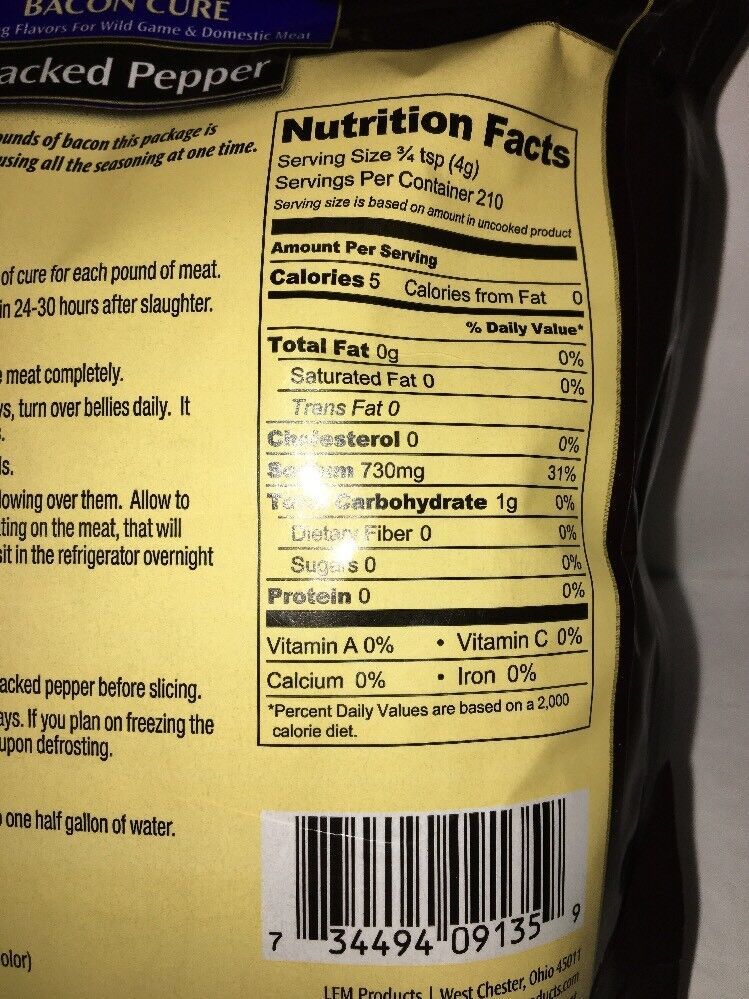 BACON CURE
g Flavors For Wild Game & Domestic Meat
acked Pepper
ounds of bacon this package is
using all the seasoning at one time.
of cure for each pound of meat.
in 24-30 hours after slaughter.
e meat completely.
ys, turn over bellies daily. It
s.
ls.
lowing over them. Allow to
ting on the meat, that will
sit in the refrigerator overnight
acked pepper before slicing.
ays. If you plan on freezing the
upon defrosting.
o one half gallon of water.
olor)
Nutrition Facts
Serving Size ¾ tsp (4g)
Servings Per Container 210
Serving size is based on amount in uncooked product
Amount Per Serving
Calories 5 Calories from Fat 0
% Daily Value*
Total Fat 0g 0%
Saturated Fat 0 0%
Trans Fat 0
Cholesterol 0 0%
Sodium 730mg 31%
Total Carbohydrate 1g 0%
Dietary Fiber 0 0%
Sugars 0 0%
Protein 0 0%
Vitamin A 0% • Vitamin C 0%
Calcium 0% • Iron 0%
*Percent Daily Values are based on a 2,000
calorie diet.
7 34494 09135 9
LEM Products | West Chester, Ohio 45011
ducts.com